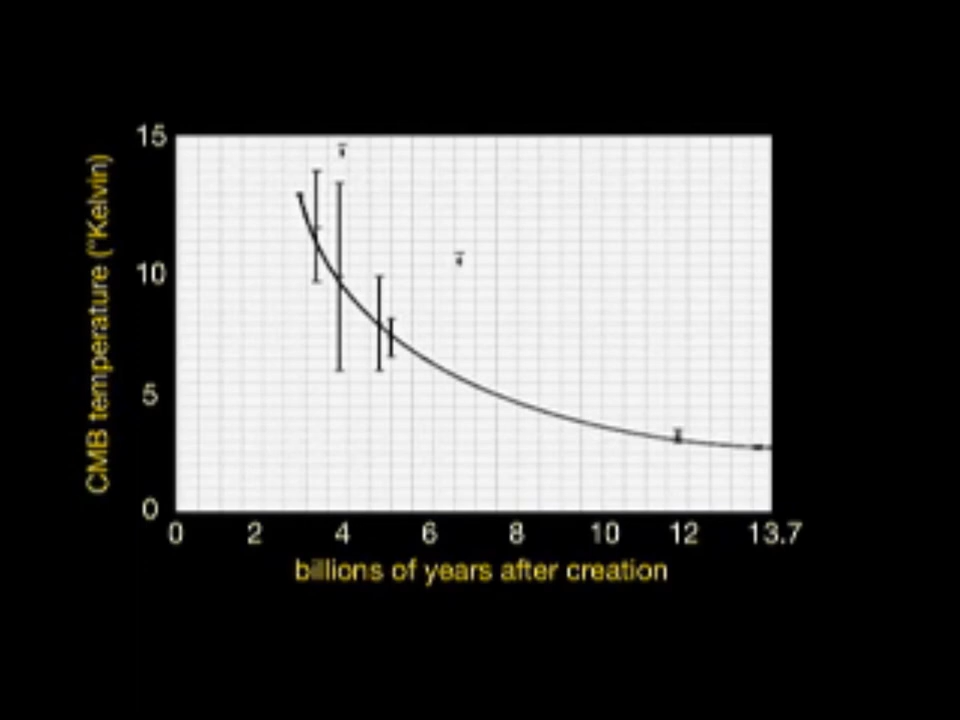 CMB temperature (°Kelvin)
15
10
5
0
0 2 4 6 8 10 12 13.7
billions of years after creation